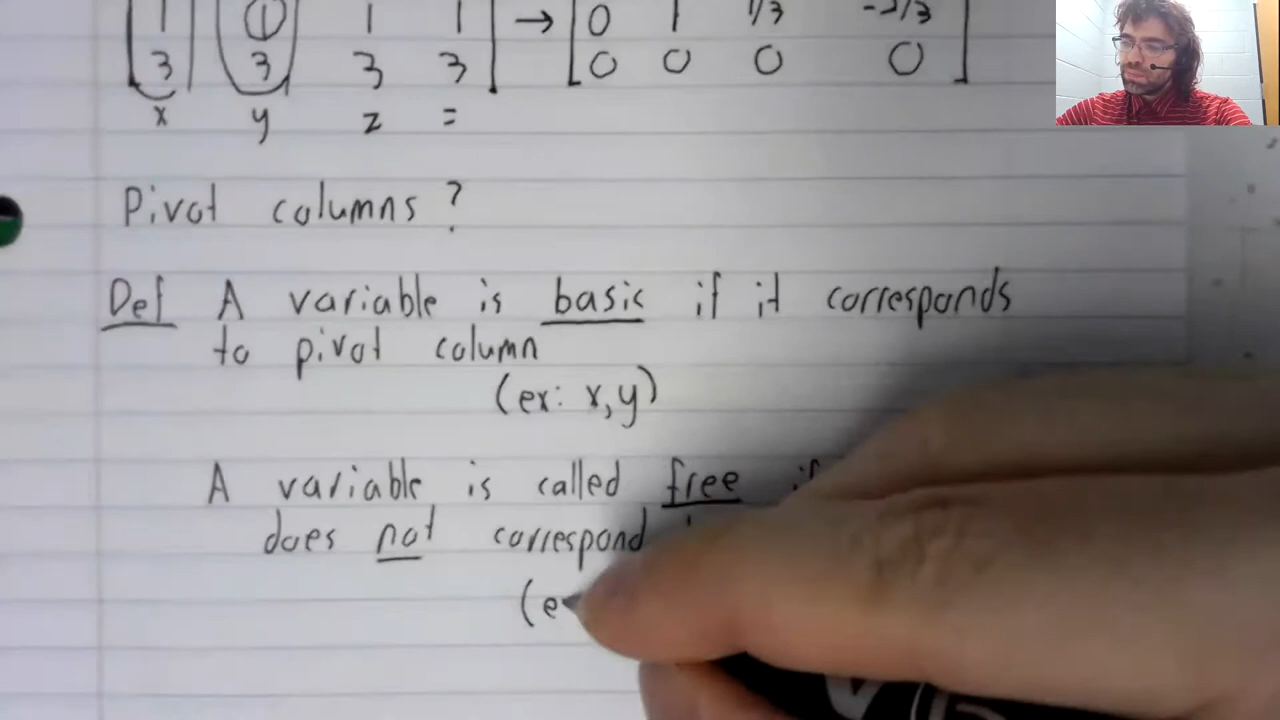 1 1 1 1 → 0 1 1/3 -2/3
3 3 3 3 0 0 0 0
x y z =
Pivot columns?
Def A variable is basic if it corresponds
to pivot column
(ex: x,y)
A variable is called free if
does not correspond
(e